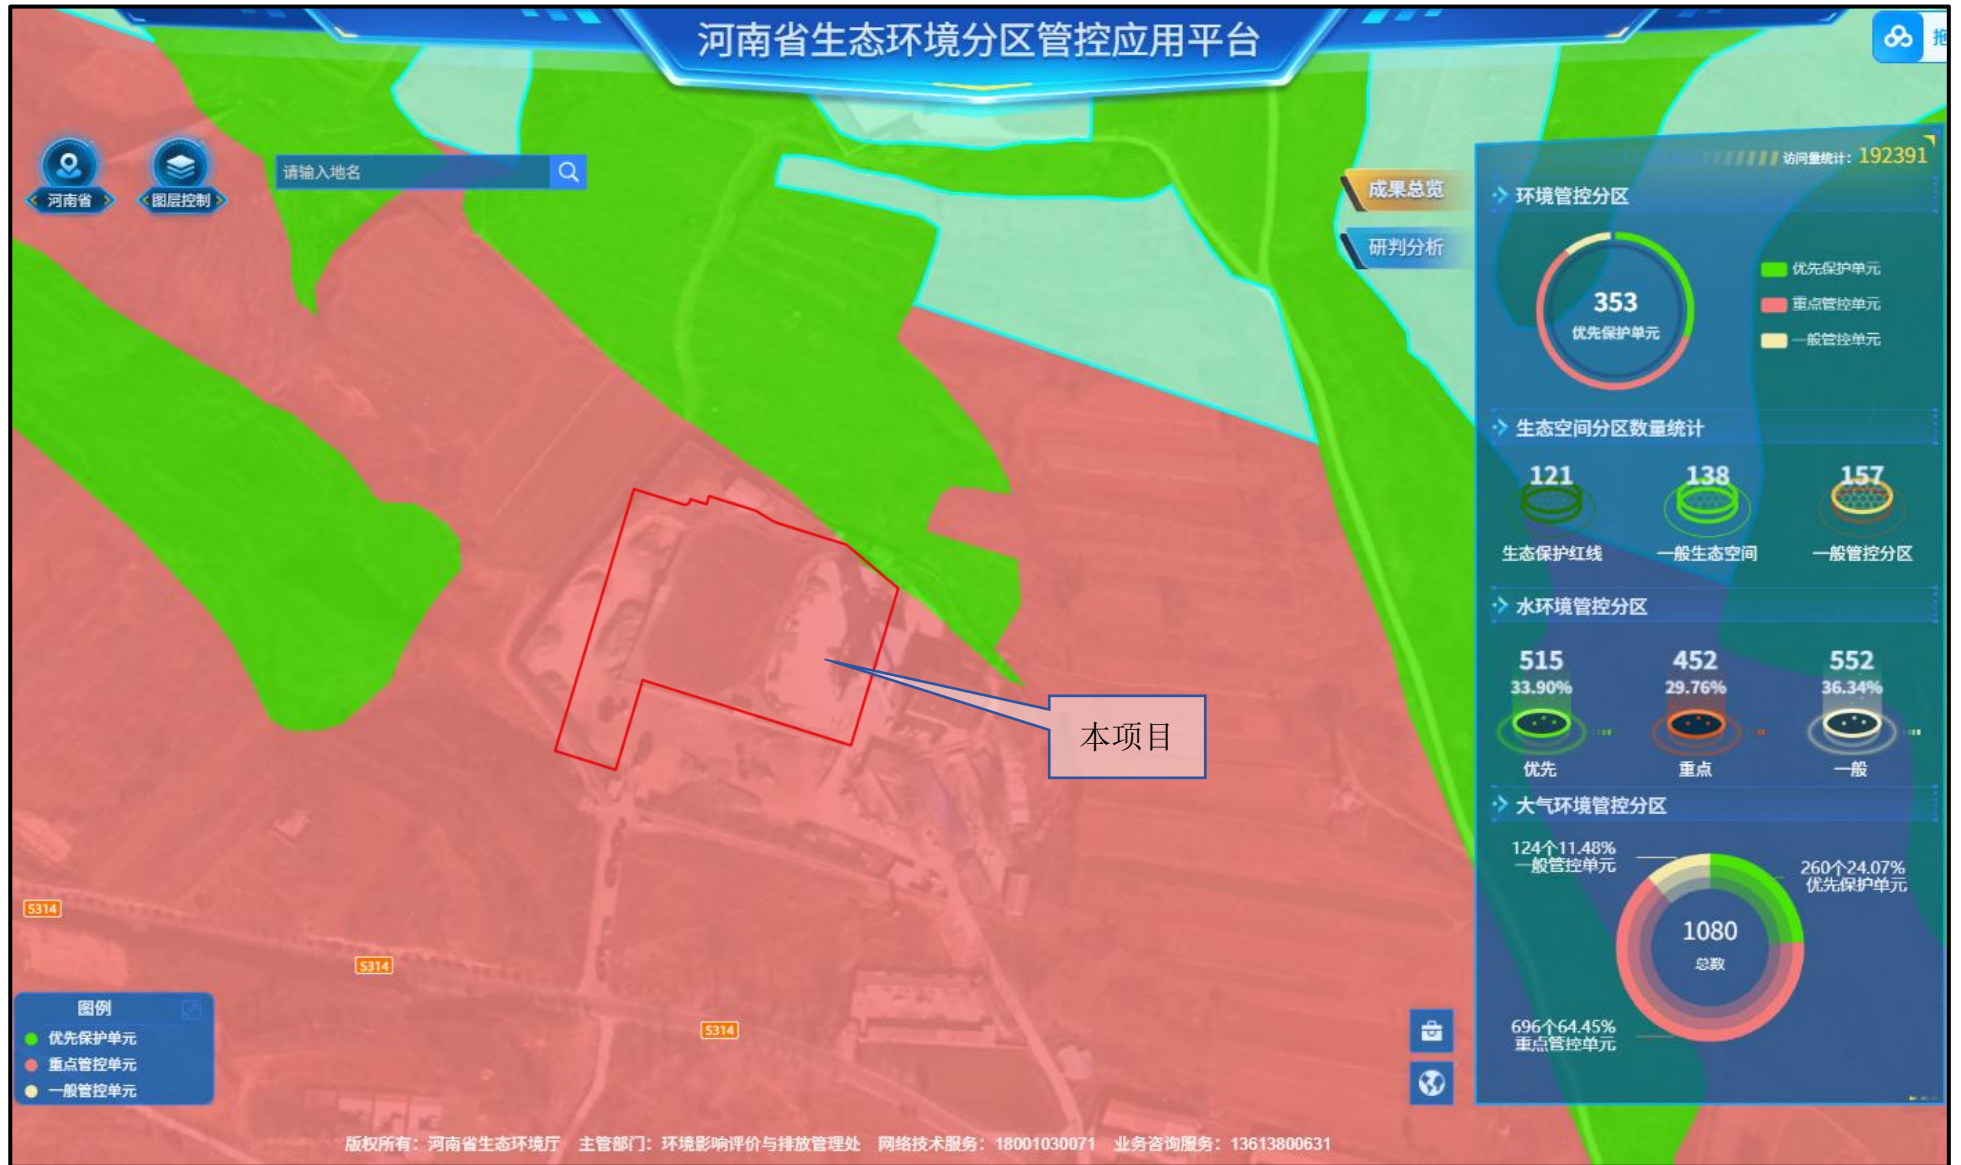 河南省生态环境分区管控应用平台
河南省
图层控制
请输入地名
成果总览
研判分析
访问量统计：192391
环境管控分区
353
优先保护单元
优先保护单元
重点管控单元
一般管控单元
生态空间分区数量统计
121
138
157
生态保护红线
一般生态空间
一般管控分区
水环境管控分区
515
452
552
33.90%
29.76%
36.34%
优先
重点
一般
大气环境管控分区
124个11.48%
一般管控单元
260个24.07%
优先保护单元
1080
总数
696个64.45%
重点管控单元
本项目
S314
S314
S314
图例
优先保护单元
重点管控单元
一般管控单元
版权所有：河南省生态环境厅 主管部门：环境影响评价与排放管理处 网络技术服务：18001030071 业务咨询服务：13613800631